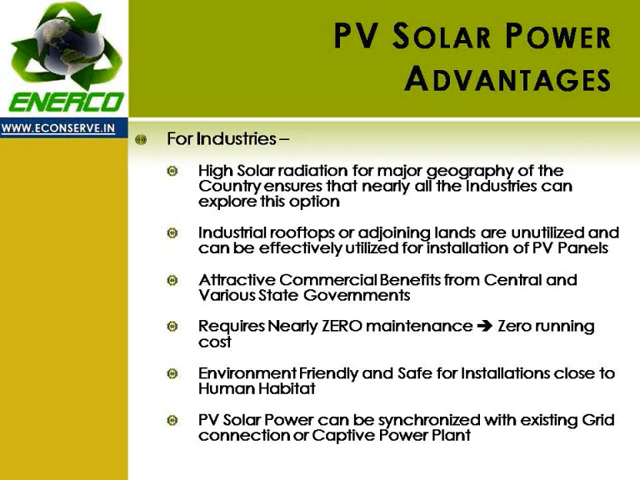 PV SOLAR POWER
ADVANTAGES
ENERCO
WWW.ECONSERVE.IN
For Industries –
High Solar radiation for major geography of the
Country ensures that nearly all the Industries can
explore this option
Industrial rooftops or adjoining lands are unutilized and
can be effectively utilized for installation of PV Panels
Attractive Commercial Benefits from Central and
Various State Governments
Requires Nearly ZERO maintenance ➔ Zero running
cost
Environment Friendly and Safe for Installations close to
Human Habitat
PV Solar Power can be synchronized with existing Grid
connection or Captive Power Plant